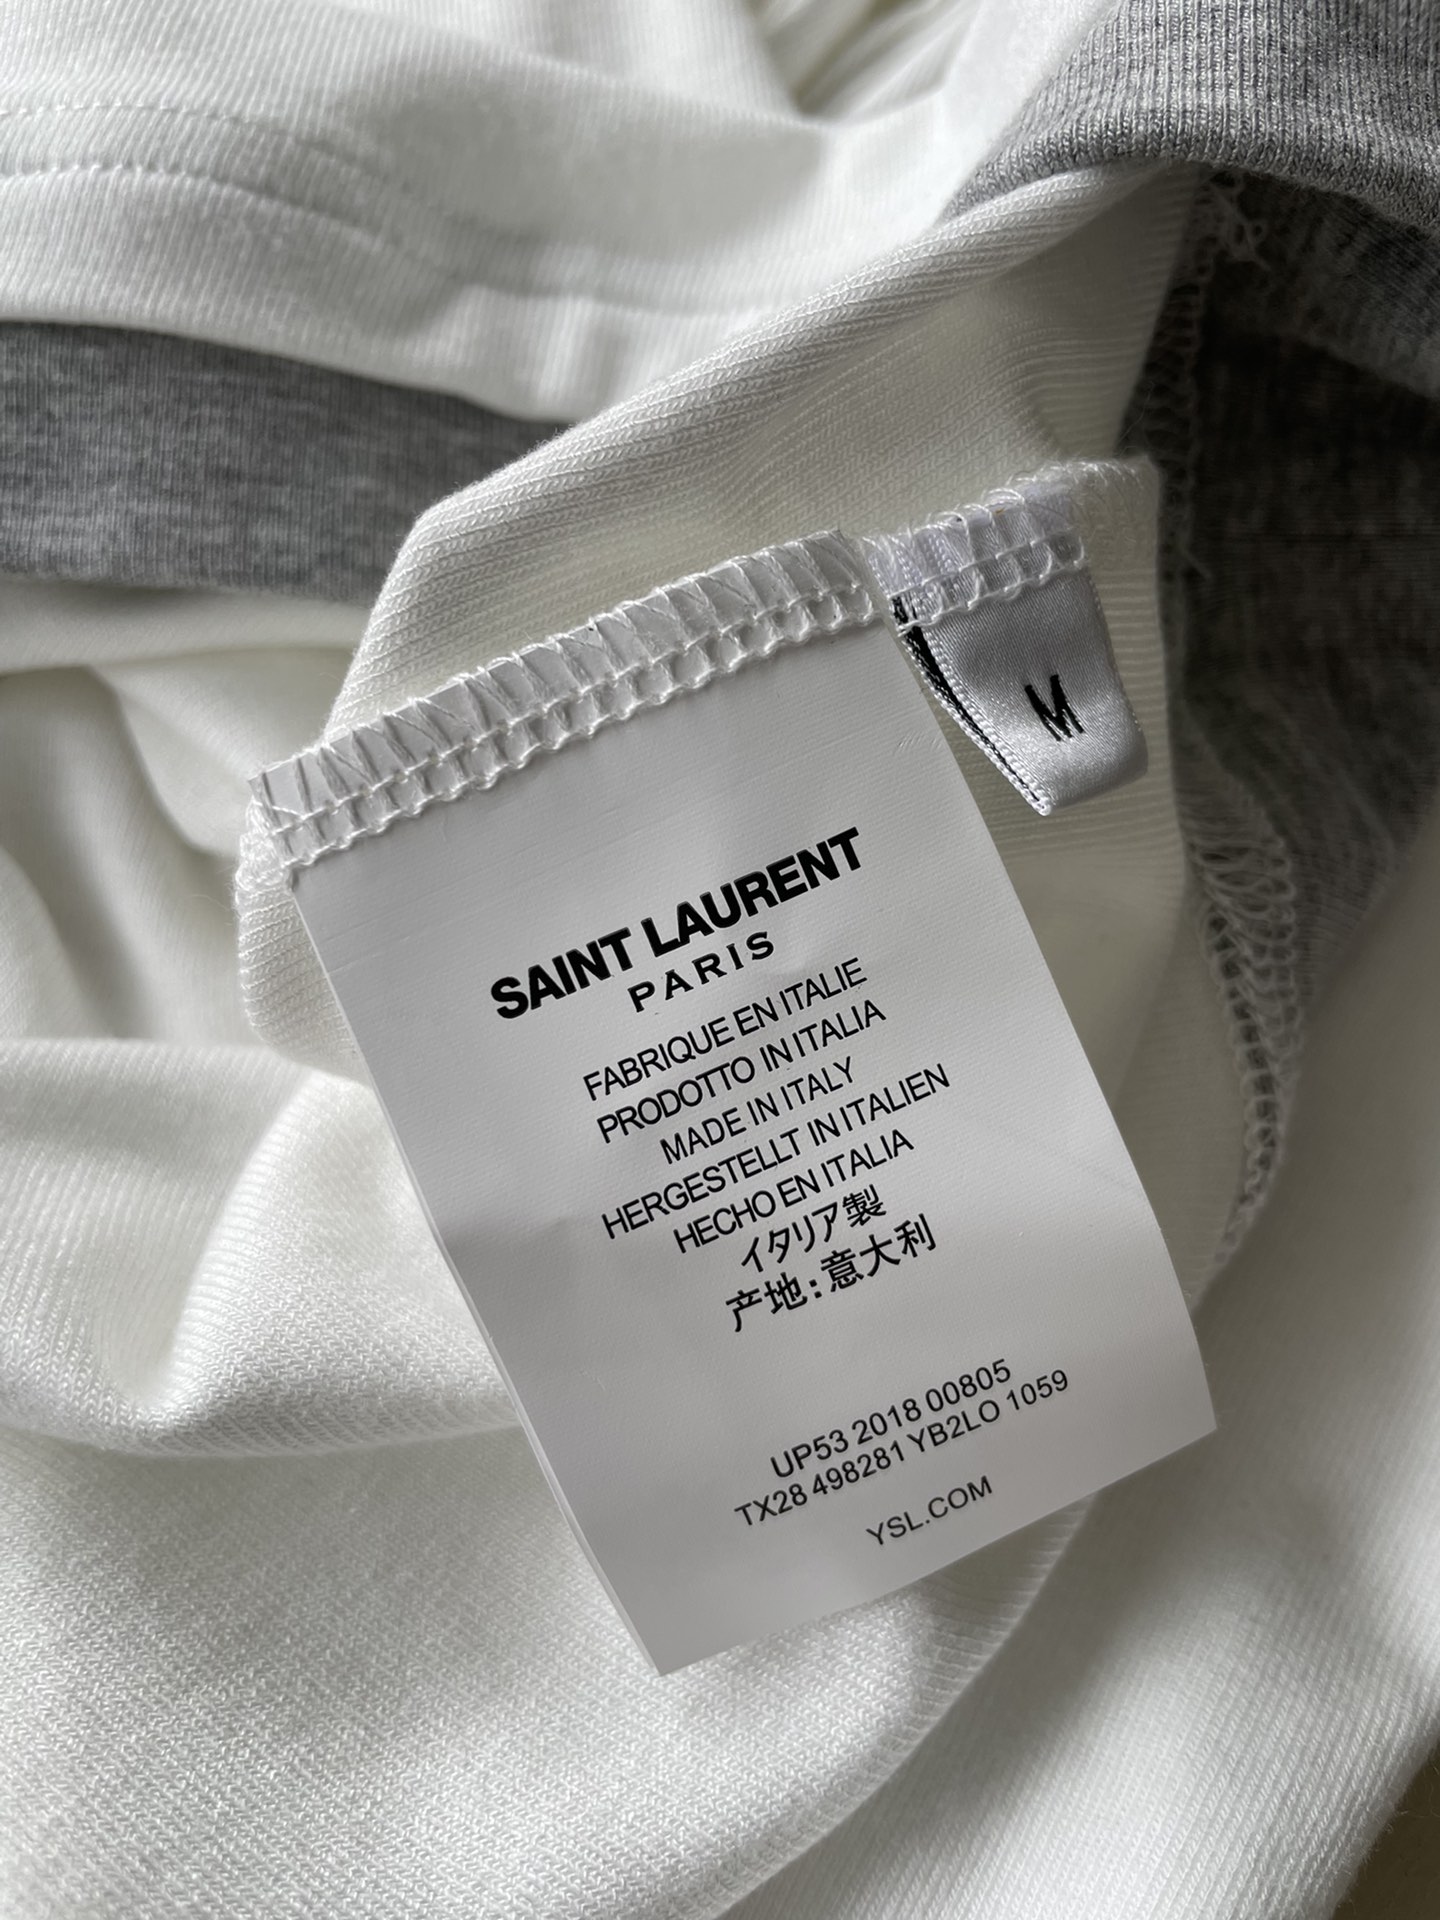 M
SAINT LAURENT
PARIS
FABRIQUE EN ITALIE
PRODOTTO IN ITALIA
MADE IN ITALY
HERGESTELLT IN ITALIEN
HECHO EN ITALIA
イタリア製
产地:意大利
UP53 2018 00805
TX28 498281 YB2LO 1059
YSL.COM